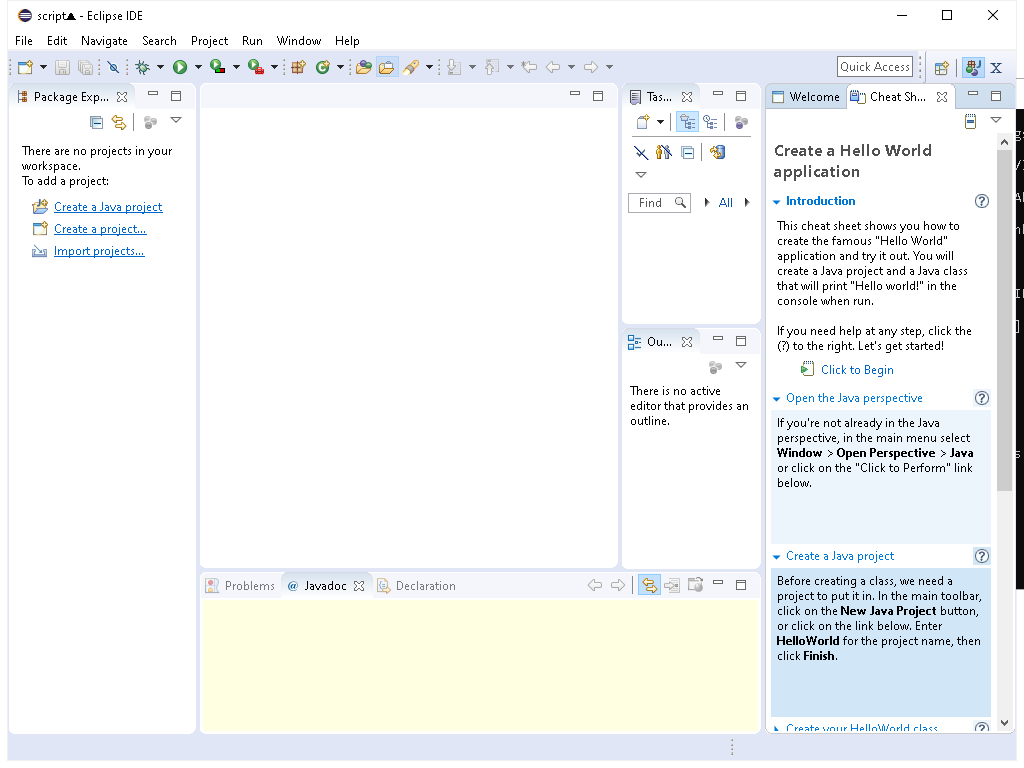 script▲ - Eclipse IDE
File Edit Navigate Search Project Run Window Help
Quick Access
Package Exp...
There are no projects in your
workspace.
To add a project:
Create a Java project
Create a project...
Import projects...
Tas...
Find
All
Ou...
There is no active
editor that provides an
outline.
Problems
@ Javadoc
Declaration
Welcome
Cheat Sh...
Create a Hello World
application
Introduction
This cheat sheet shows you how to
create the famous "Hello World"
application and try it out. You will
create a Java project and a Java class
that will print "Hello world!" in the
console when run.
If you need help at any step, click the
(?) to the right. Let's get started!
Click to Begin
Open the Java perspective
If you're not already in the Java
perspective, in the main menu select
Window > Open Perspective > Java
or click on the "Click to Perform" link
below.
Create a Java project
Before creating a class, we need a
project to put it in. In the main toolbar,
click on the New Java Project button,
or click on the link below. Enter
HelloWorld for the project name, then
click Finish.
Create your HelloWorld class